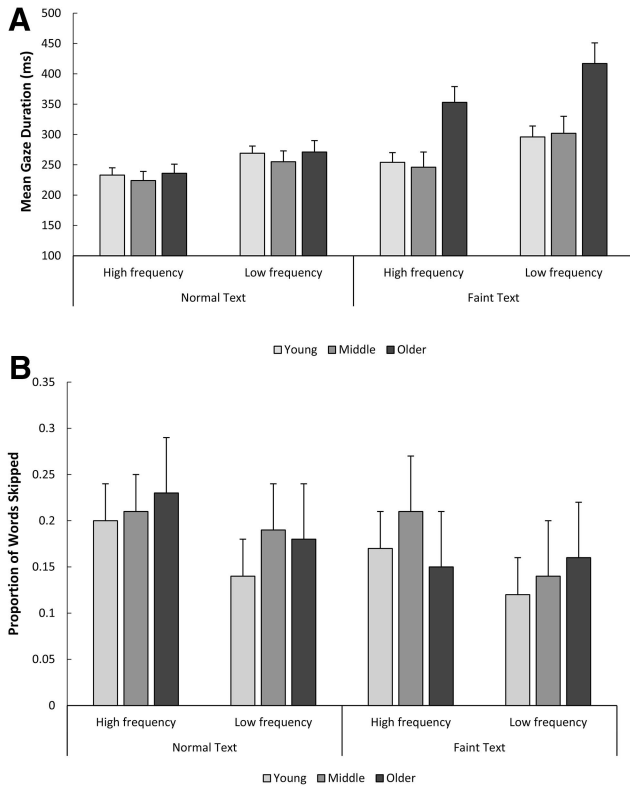 A
Mean Gaze Duration (ms)
500
450
400
350
300
250
200
150
100
High frequency Low frequency High frequency Low frequency
Normal Text Faint Text
Young Middle Older
B
Proportion of Words Skipped
0.35
0.3
0.25
0.2
0.15
0.1
0.05
0
High frequency Low frequency High frequency Low frequency
Normal Text Faint Text
Young Middle Older